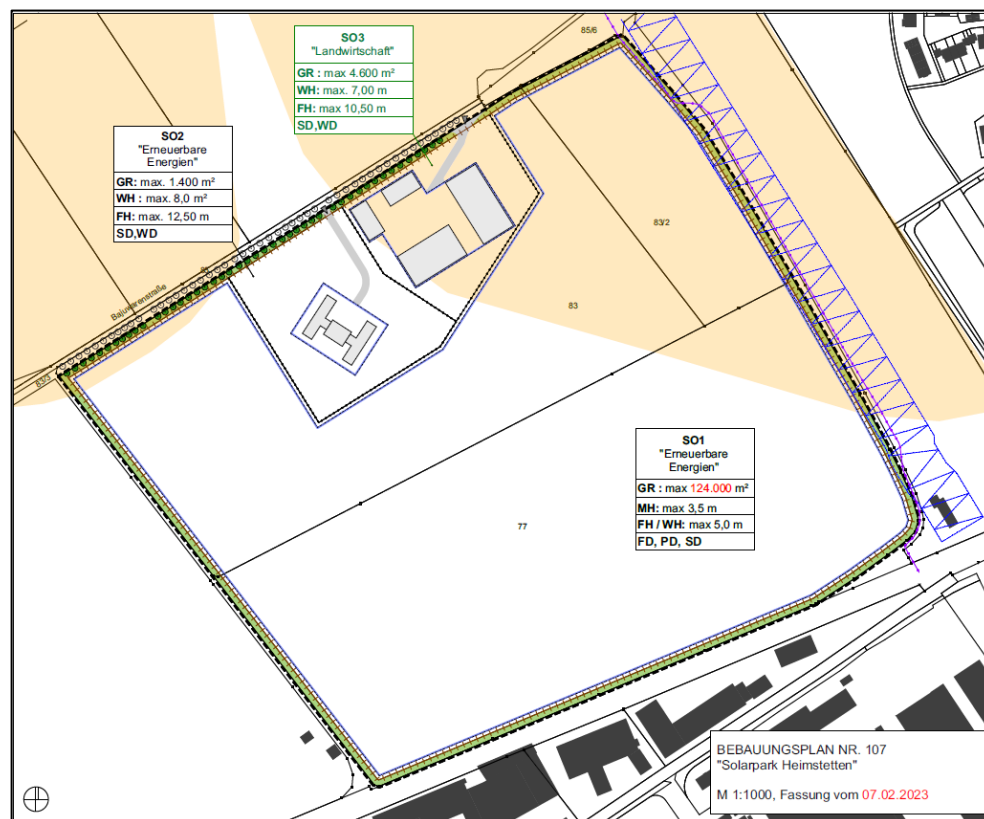 85/6
SO3
"Landwirtschaft"
GR : max 4.600 m²
WH: max. 7,00 m
FH: max 10,50 m
SD,WD
SO2
"Erneuerbare
Energien"
GR: max. 1.400 m²
WH : max. 8,0 m²
FH: max. 12,50 m
SD,WD
83/2
Bajuwarenstraße
83
83/3
SO1
"Erneuerbare
Energien"
GR : max 124.000 m²
MH: max 3,5 m
FH / WH: max 5,0 m
FD, PD, SD
77
BEBAUUNGSPLAN NR. 107
"Solarpark Heimstetten"
M 1:1000, Fassung vom 07.02.2023